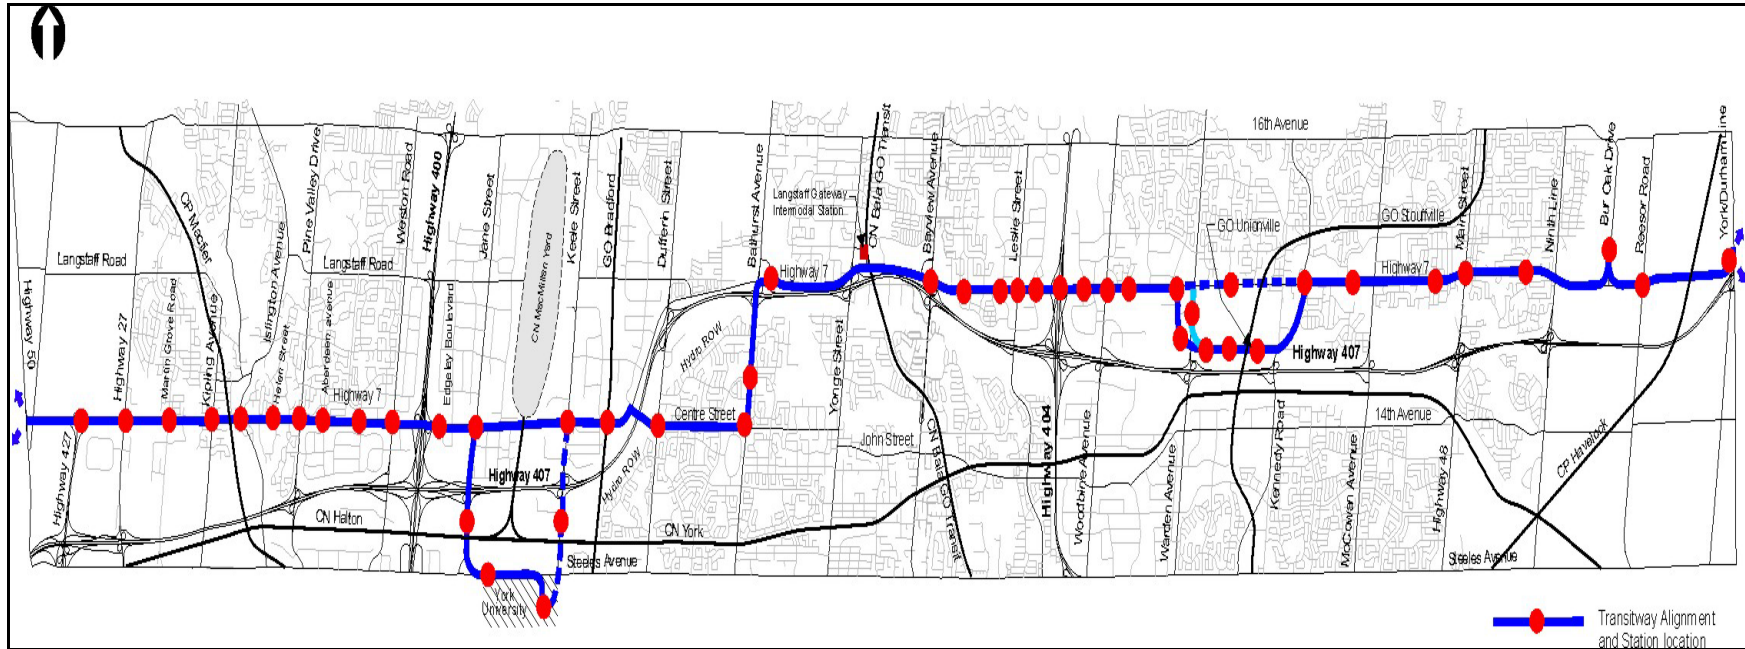 16th Avenue
CP Mactier
Pine Valley Drive
Weston Road
Highway 400
Jane Street
CN MacMillan Yard
Keele Street
GO Bradford
Dufferin Street
Bathurst Avenue
Langstaff Gateway
Intermodal Station
CN Bala GO Transit
Bayview Avenue
Leslie Street
GO Unionville
GO Stouffville
Main Street
Ninth Line
Bur Oak Drive
Reesor Road
York/Durham Line
Langstaff Road
Langstaff Road
Islington Avenue
Highway 7
Highway 7
Highway 50
Highway 27
Martin Grove Road
Kipling Avenue
Helen Street
Aberdeen avenue
Highway 7
Edgeley Boulevard
Hydro ROW
Yonge Street
Highway 407
Centre Street
14th Avenue
John Street
Highway 427
Highway 407
Hydro ROW
CN Bala GO Transit
Highway 404
Woodbine Avenue
Warden Avenue
Kennedy Road
McCowan Avenue
Highway 48
CP Havelock
CN Halton
CN York
Steeles Avenue
Steeles Avenue
York
University
Transitway Alignment
and Station location